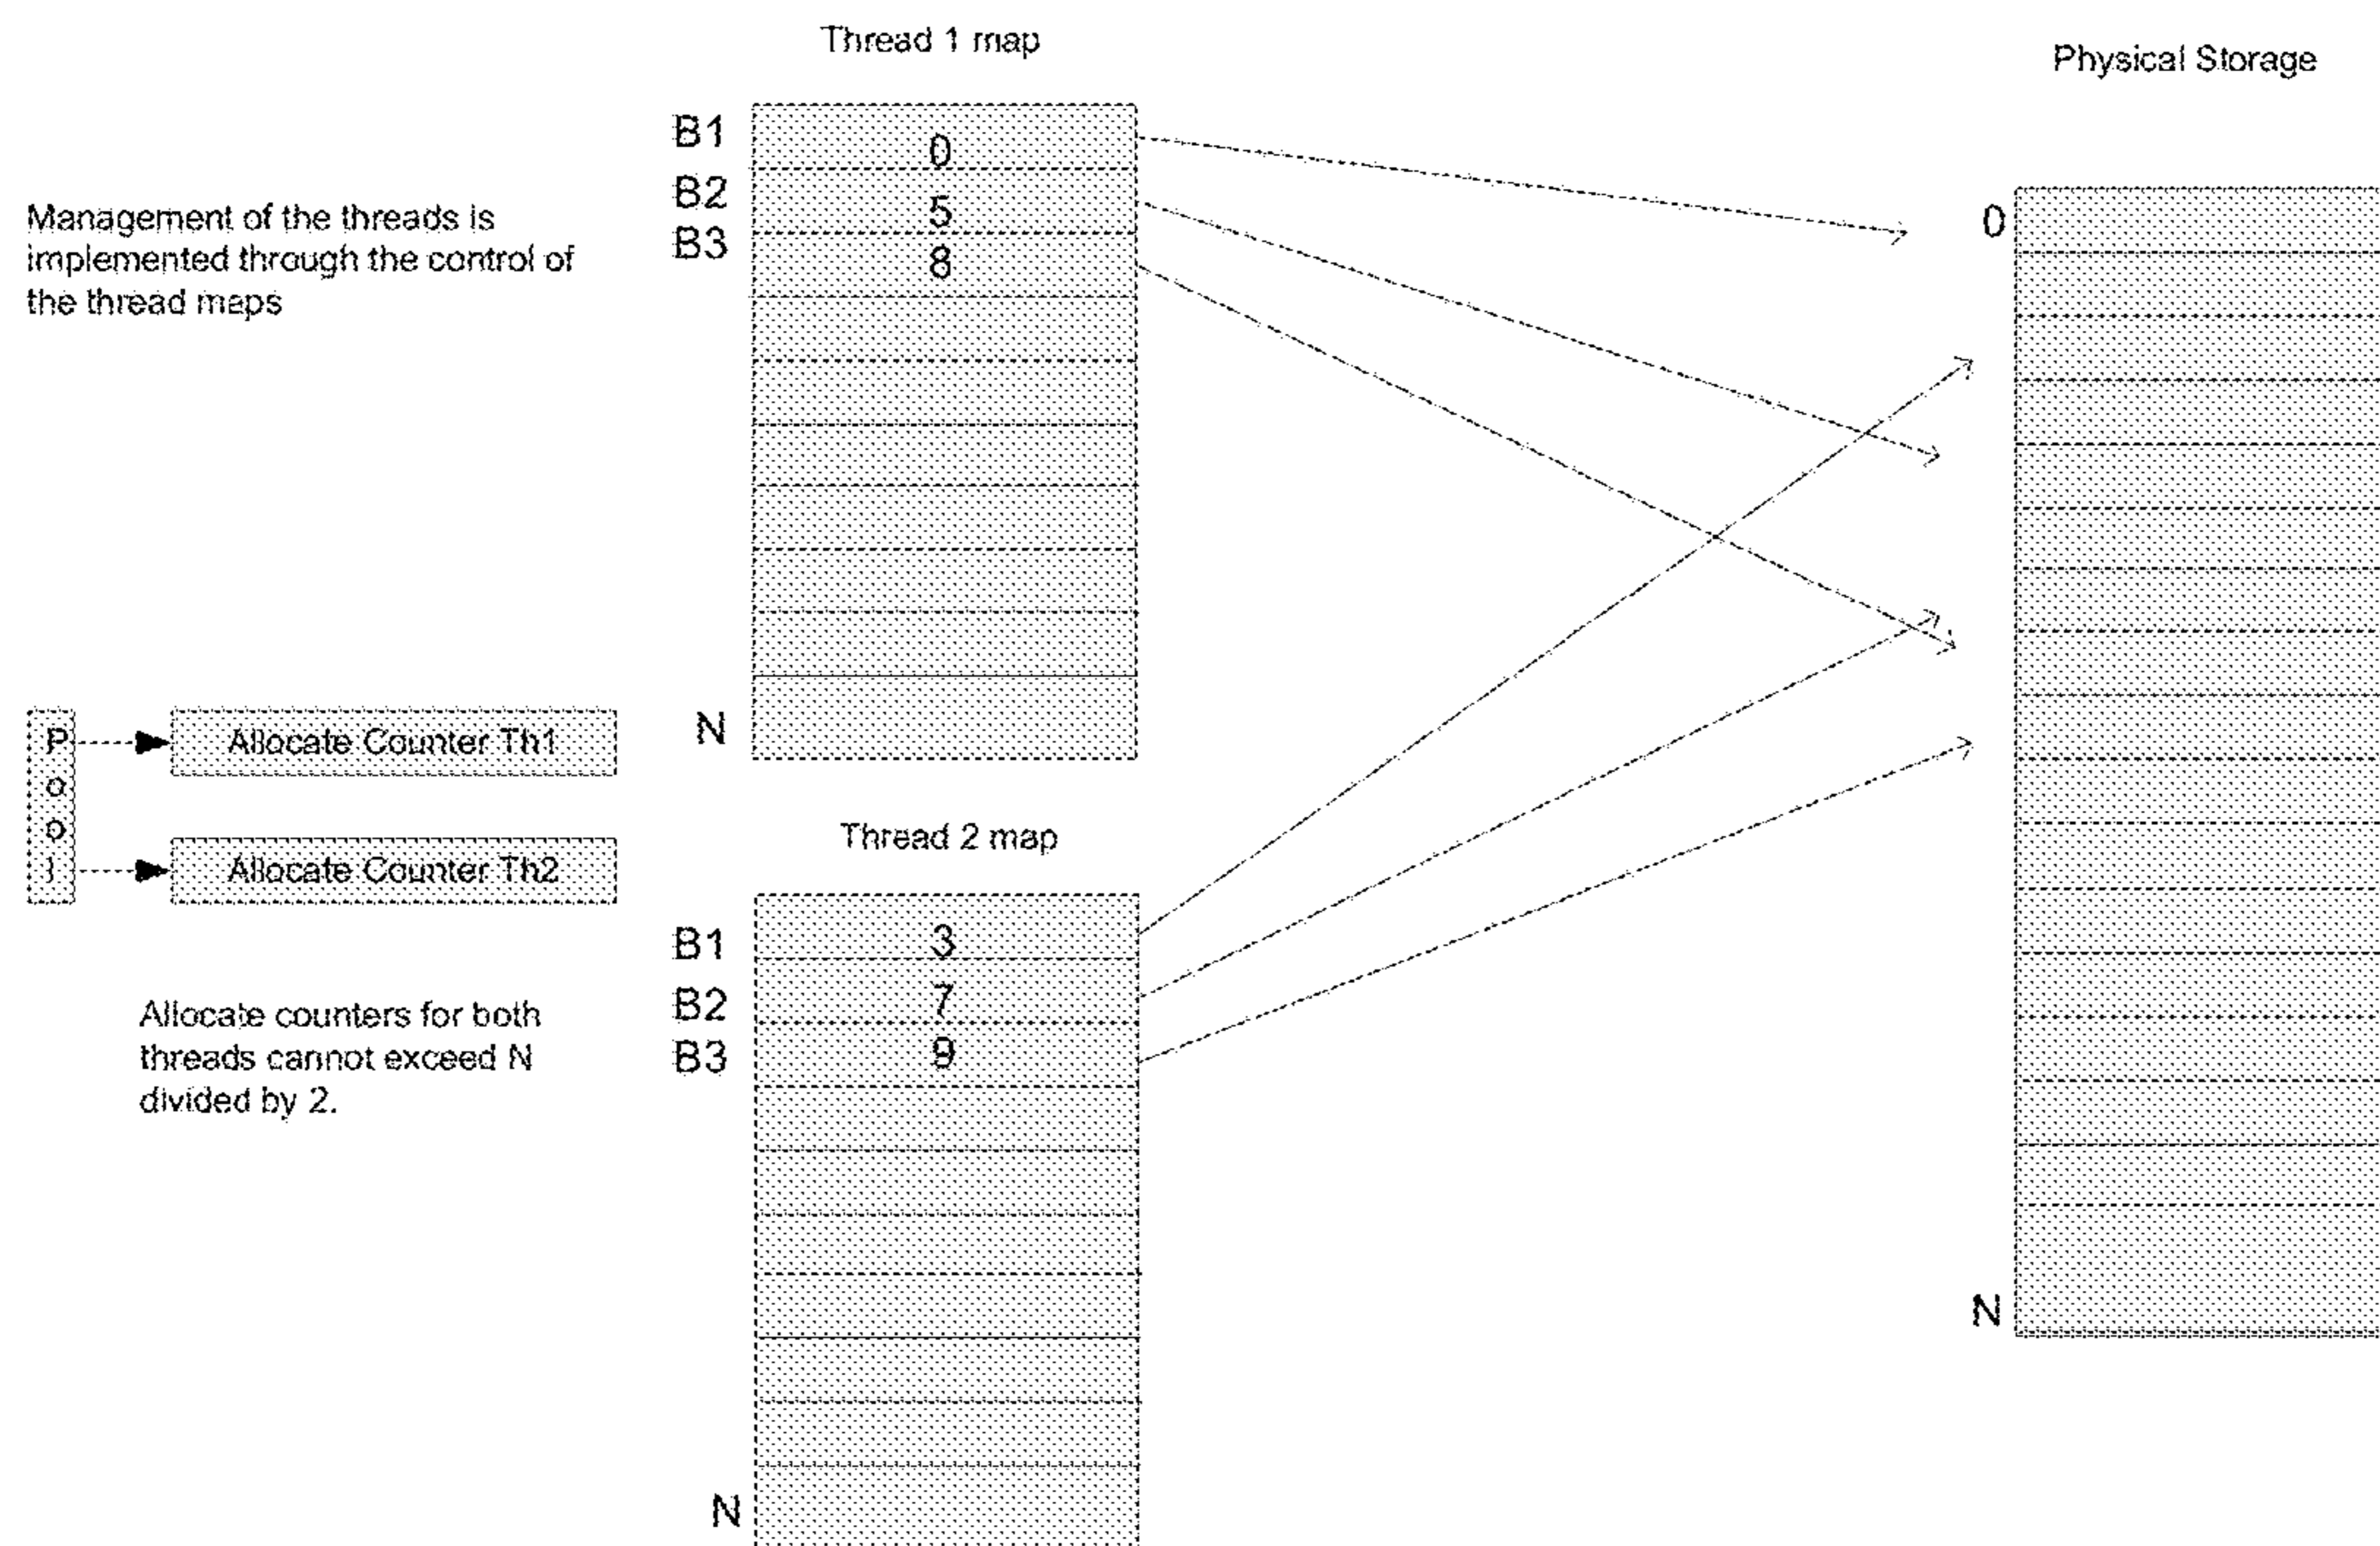 Thread 1 map
Physical Storage
B1
0
B2
5
B3
8
0
Management of the threads is
implemented through the control of
the thread maps
N
Pool
Allocate Counter Th1
Allocate Counter Th2
Thread 2 map
B1
3
B2
7
B3
9
Allocate counters for both
threads cannot exceed N
divided by 2.
N
N